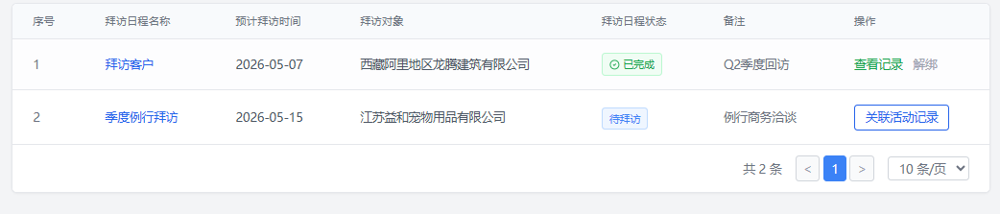 序号 拜访日程名称 预计拜访时间 拜访对象 拜访日程状态 备注 操作
1 拜访客户 2026-05-07 西藏阿里地区龙腾建筑有限公司 已完成 Q2季度回访 查看记录 解绑
2 季度例行拜访 2026-05-15 江苏益和宠物用品有限公司 待拜访 例行商务洽谈 关联活动记录
共 2 条 < 1 > 10 条/页